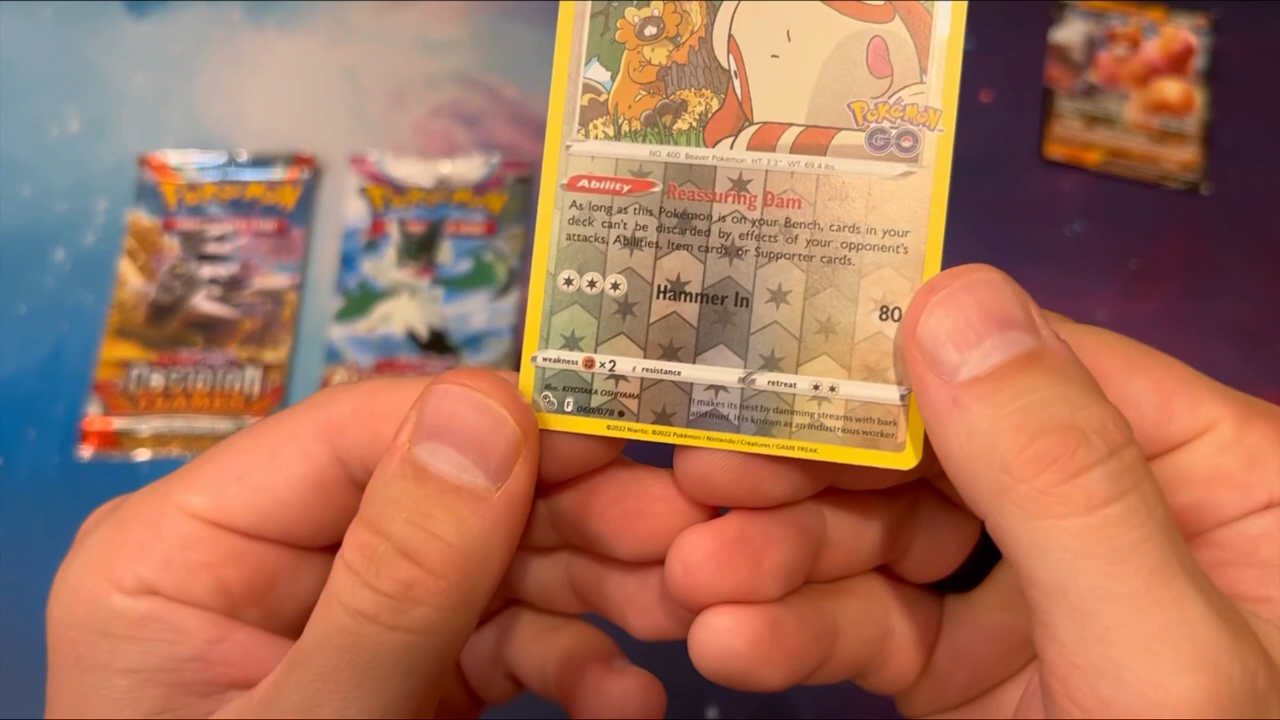 POKÉMON
GO
NO. 400 Beaver Pokémon HT: 3'3" WT: 69.4 lbs.
Ability Reassuring Dam
As long as this Pokémon is on your Bench, cards in your
deck can't be discarded by effects of your opponent's
attacks, Abilities, Item cards, or Supporter cards.
Hammer In 80
weakness ×2 resistance retreat
Illus. KIYOTAKA OSHIYAMA
F 060/078
It makes its nest by damming streams with bark
and mud. It is known as an industrious worker.
©2022 Niantic. ©2022 Pokémon / Nintendo / Creatures / GAME FREAK.
POKÉMON
OBSIDIAN
FLAMES
POKÉMON